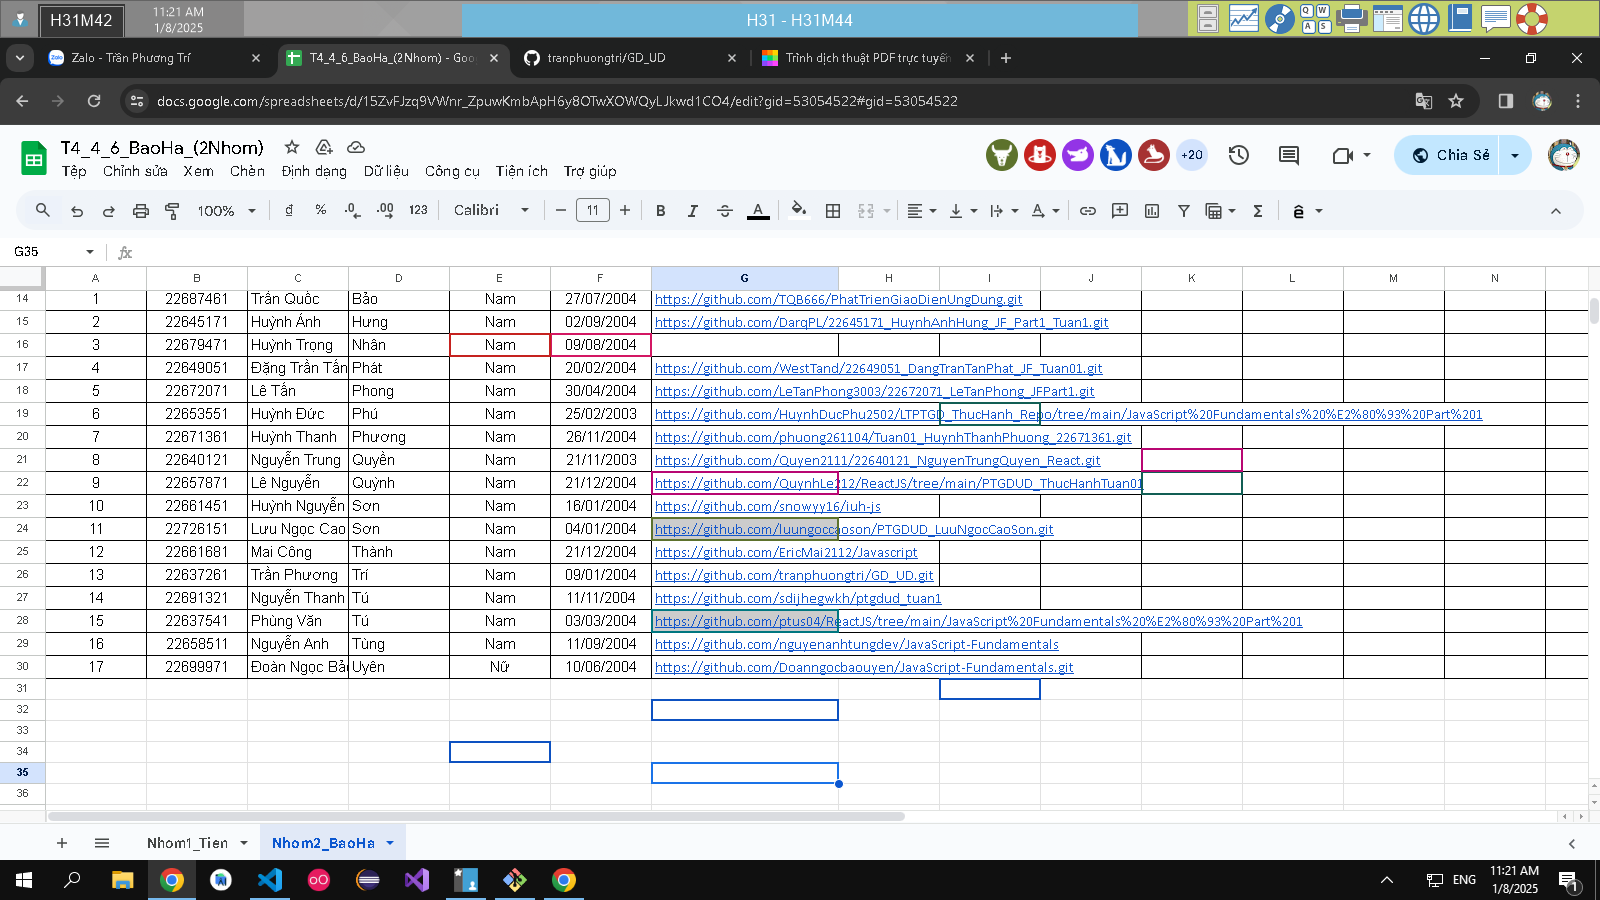 H31M42
11:21 AM
1/8/2025
H31 - H31M44
Zalo - Trần Phương Trí
T4_4_6_BaoHa_(2Nhom) - Goo
tranphuongtri/GD_UD
Trình dịch thuật PDF trực tuyến
docs.google.com/spreadsheets/d/15ZvFJzq9VWnr_ZpuwKmbApH6y8OTwXOWQyLJkwd1CO4/edit?gid=53054522#gid=53054522
T4_4_6_BaoHa_(2Nhom)
Tệp Chỉnh sửa Xem Chèn Định dạng Dữ liệu Công cụ Tiện ích Trợ giúp
+20
Chia Sẻ
100% đ % .0 .00 123 Calibri 11 B I A
G35 fx
A B C D E F G H I J K L M N
14 1 22687461 Trần Quốc Bảo Nam 27/07/2004 https://github.com/TQB666/PhatTrienGiaoDienUngDung.git
15 2 22645171 Huỳnh Ánh Hưng Nam 02/09/2004 https://github.com/DarqPL/22645171_HuynhAnhHung_JF_Part1_Tuan1.git
16 3 22679471 Huỳnh Trọng Nhân Nam 09/08/2004
17 4 22649051 Đặng Trần Tấn Phát Nam 20/02/2004 https://github.com/WestTand/22649051_DangTranTanPhat_JF_Tuan01.git
18 5 22672071 Lê Tấn Phong Nam 30/04/2004 https://github.com/LeTanPhong3003/22672071_LeTanPhong_JFPart1.git
19 6 22653551 Huỳnh Đức Phú Nam 25/02/2003 https://github.com/HuynhDucPhu2502/LTPTGD_ThucHanh_Repo/tree/main/JavaScript%20Fundamentals%20%E2%80%93%20Part%201
20 7 22671361 Huỳnh Thanh Phương Nam 26/11/2004 https://github.com/phuong261104/Tuan01_HuynhThanhPhuong_22671361.git
21 8 22640121 Nguyễn Trung Quyền Nam 21/11/2003 https://github.com/Quyen2111/22640121_NguyenTrungQuyen_React.git
22 9 22657871 Lê Nguyễn Quỳnh Nam 21/12/2004 https://github.com/QuynhLe212/ReactJS/tree/main/PTGDUD_ThucHanhTuan01
23 10 22661451 Huỳnh Nguyễn Sơn Nam 16/01/2004 https://github.com/snowyy16/iuh-js
24 11 22726151 Lưu Ngọc Cao Sơn Nam 04/01/2004 https://github.com/luungoccaoson/PTGDUD_LuuNgocCaoSon.git
25 12 22661681 Mai Công Thành Nam 21/12/2004 https://github.com/EricMai2112/Javascript
26 13 22637261 Trần Phương Trí Nam 09/01/2004 https://github.com/tranphuongtri/GD_UD.git
27 14 22691321 Nguyễn Thanh Tú Nam 11/11/2004 https://github.com/sdijhegwkh/ptgdud_tuan1
28 15 22637541 Phùng Văn Tú Nam 03/03/2004 https://github.com/ptus04/ReactJS/tree/main/JavaScript%20Fundamentals%20%E2%80%93%20Part%201
29 16 22658511 Nguyễn Anh Tùng Nam 11/09/2004 https://github.com/nguyenanhtungdev/JavaScript-Fundamentals
30 17 22699971 Đoàn Ngọc Bảo Uyên Nữ 10/06/2004 https://github.com/Doanngocbaouyen/JavaScript-Fundamentals.git
31
32
33
34
35
36
Nhom1_Tien
Nhom2_BaoHa
ENG
11:21 AM
1/8/2025
1